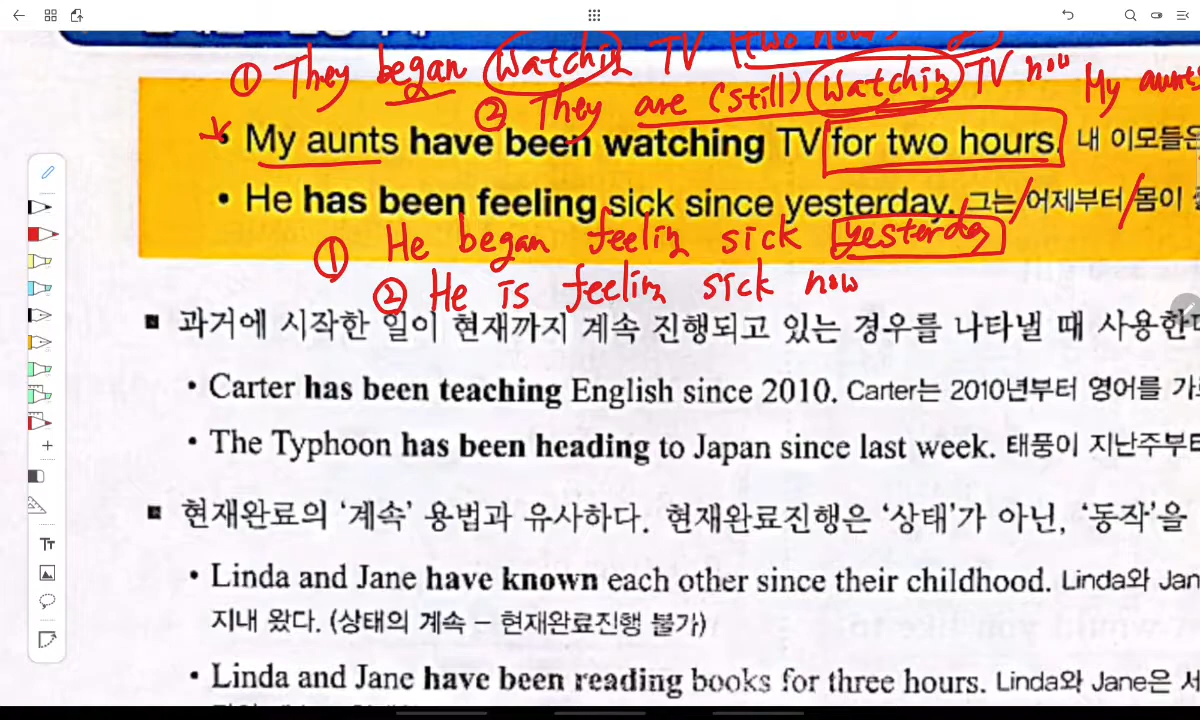 ① They began watchin TV two hours
② They are (still) watchin TV now My aunts
• My aunts have been watching TV for two hours. 내 이모들은
• He has been feeling sick since yesterday. 그는/어제부터/몸이
① He began feelin sick yesterday
② He is feelin sick now
■ 과거에 시작한 일이 현재까지 계속 진행되고 있는 경우를 나타낼 때 사용한
• Carter has been teaching English since 2010. Carter는 2010년부터 영어를
• The Typhoon has been heading to Japan since last week. 태풍이 지난주부터
■ 현재완료의 '계속' 용법과 유사하다. 현재완료진행은 '상태'가 아닌, '동작'을
• Linda and Jane have known each other since their childhood. Linda와 Jan
지내 왔다. (상태의 계속 – 현재완료진행 불가)
• Linda and Jane have been reading books for three hours. Linda와 Jane은 서